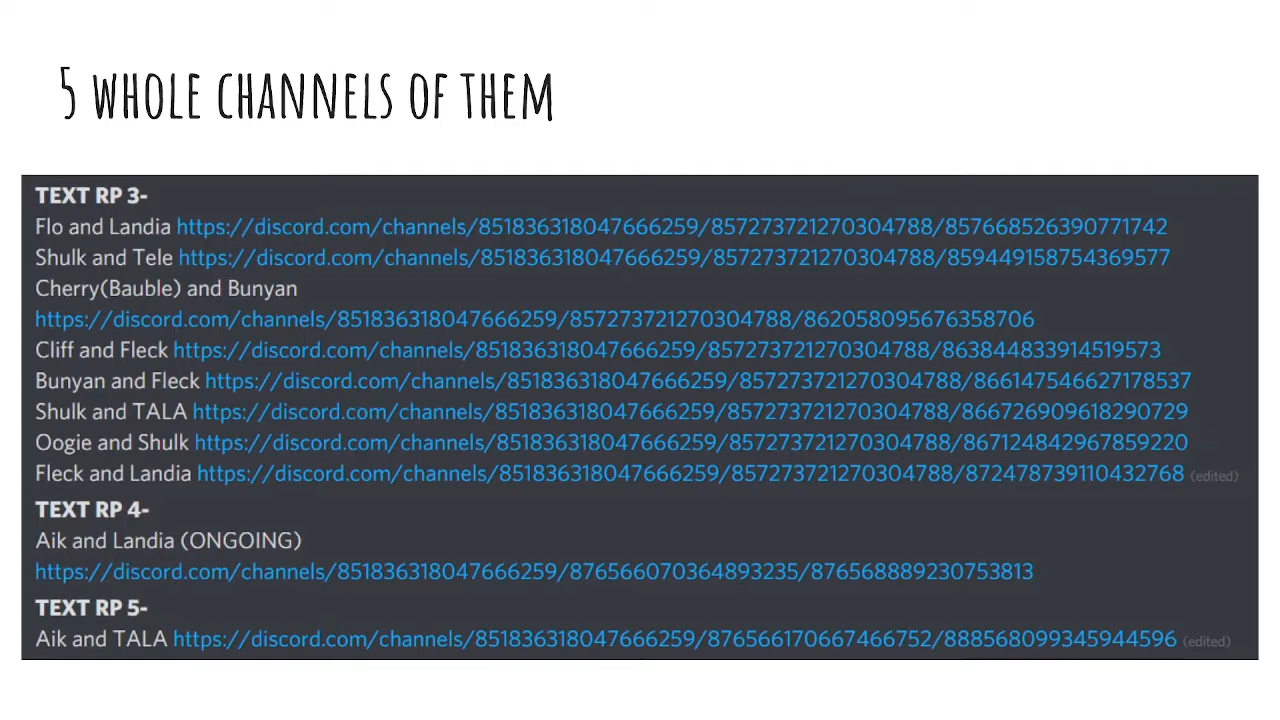 5 WHOLE CHANNELS OF THEM
TEXT RP 3-
Flo and Landia https://discord.com/channels/851836318047666259/857273721270304788/857668526390771742
Shulk and Tele https://discord.com/channels/851836318047666259/857273721270304788/859449158754369577
Cherry(Bauble) and Bunyan
https://discord.com/channels/851836318047666259/857273721270304788/862058095676358706
Cliff and Fleck https://discord.com/channels/851836318047666259/857273721270304788/863844833914519573
Bunyan and Fleck https://discord.com/channels/851836318047666259/857273721270304788/866147546627178537
Shulk and TALA https://discord.com/channels/851836318047666259/857273721270304788/866726909618290729
Oogie and Shulk https://discord.com/channels/851836318047666259/857273721270304788/867124842967859220
Fleck and Landia https://discord.com/channels/851836318047666259/857273721270304788/872478739110432768 (edited)
TEXT RP 4-
Aik and Landia (ONGOING)
https://discord.com/channels/851836318047666259/876566070364893235/876568889230753813
TEXT RP 5-
Aik and TALA https://discord.com/channels/851836318047666259/876566170667466752/888568099345944596 (edited)